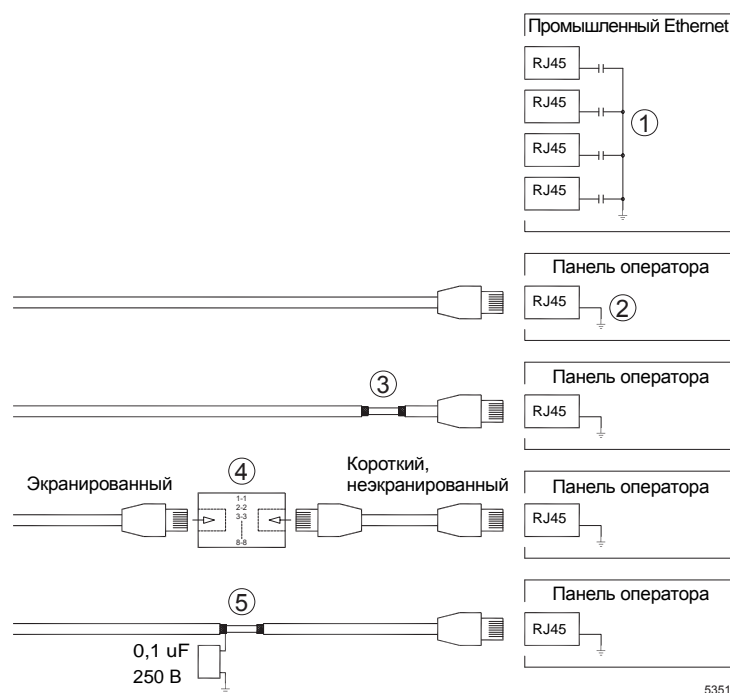 Промышленный Ethernet
RJ45
RJ45
1
RJ45
RJ45
Панель оператора
RJ45
2
3
Панель оператора
RJ45
Экранированный
4
Короткий,
неэкранированный
1-1
2-2
3-3
8-8
Панель оператора
RJ45
5
0,1 uF
250 В
Панель оператора
RJ45
5351